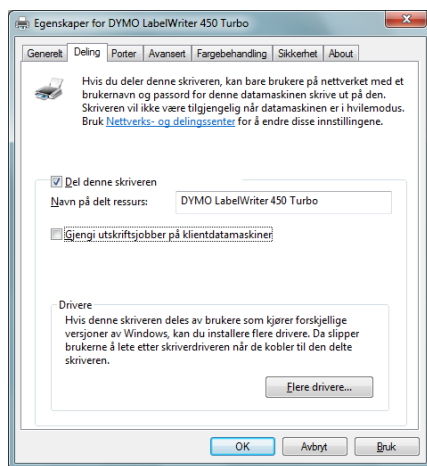 Egenskaper for DYMO LabelWriter 450 Turbo
Generelt Deling Porter Avansert Fargebehandling Sikkerhet About
Hvis du deler denne skriveren, kan bare brukere på nettverket med et
brukernavn og passord for denne datamaskinen skrive ut på den.
Skriveren vil ikke være tilgjengelig når datamaskinen er i hvilemodus.
Bruk Nettverks- og delingssenter for å endre disse innstillingene.
Del denne skriveren
Navn på delt ressurs: DYMO LabelWriter 450 Turbo
Gjengi utskriftsjobber på klientdatamaskiner
Drivere
Hvis denne skriveren deles av brukere som kjører forskjellige
versjoner av Windows, kan du installere flere drivere. Da slipper
brukerne å lete etter skriverdriveren når de kobler til den delte
skriveren.
Flere drivere...
OK Avbryt Bruk